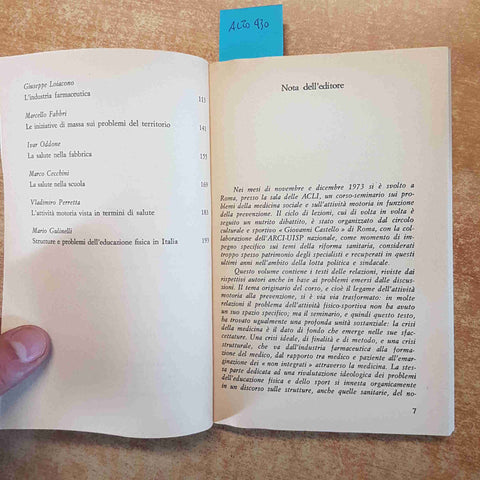 ALTO 430
Giuseppe Loiacono
L'industria farmaceutica 113
Marcello Fabbri
Le iniziative di massa sui problemi del territorio 141
Ivar Oddone
La salute nella fabbrica 155
Marco Cecchini
La salute nella scuola 169
Vladimiro Perretta
L'attività motoria vista in termini di salute 183
Mario Gulinelli
Strutture e problemi dell'educazione fisica in Italia 193
Nota dell'editore
Nei mesi di novembre e dicembre 1973 si è svolto a
Roma, presso la sala delle ACLI, un corso-seminario sui pro-
blemi della medicina sociale e sull'attività motoria in funzione
della prevenzione. Il ciclo di lezioni, cui di volta in volta è
seguito un nutrito dibattito, è stato organizzato dal circolo
culturale e sportivo «Giovanni Castello» di Roma, con la col-
laborazione dell'ARCI-UISP nazionale, come momento di im-
pegno specifico sui temi della riforma sanitaria, considerati
troppo spesso patrimonio degli specialisti e recuperati in questi
ultimi anni nell'ambito della lotta politica e sindacale.
Questo volume contiene i testi delle relazioni, riviste dai
rispettivi autori anche in base ai problemi emersi dalle discus-
sioni. Il tema originario del corso, e cioè il legame dell'attività
motoria alla prevenzione, si è via via trasformato: in molte
relazioni il problema dell'attività fisico-sportiva non ha avuto
un suo spazio specifico; ma il seminario, e quindi questo testo,
ha trovato ugualmente una profonda unità sostanziale: la crisi
della medicina è il dato di fondo che emerge nelle sue sfac-
cettature. Una crisi ideale, di finalità e di metodo, e una crisi
strutturale, che va dall'industria farmaceutica alla forma-
zione del medico, dal rapporto tra medico e paziente all'emar-
ginazione dei «non integrati» attraverso la medicina. La stes-
sa parte dedicata ad una rivalutazione ideologica dei problemi
dell'educazione fisica e dello sport si innesta organicamente
in un discorso sulle strutture, anche quelle sanitarie, del no-
7